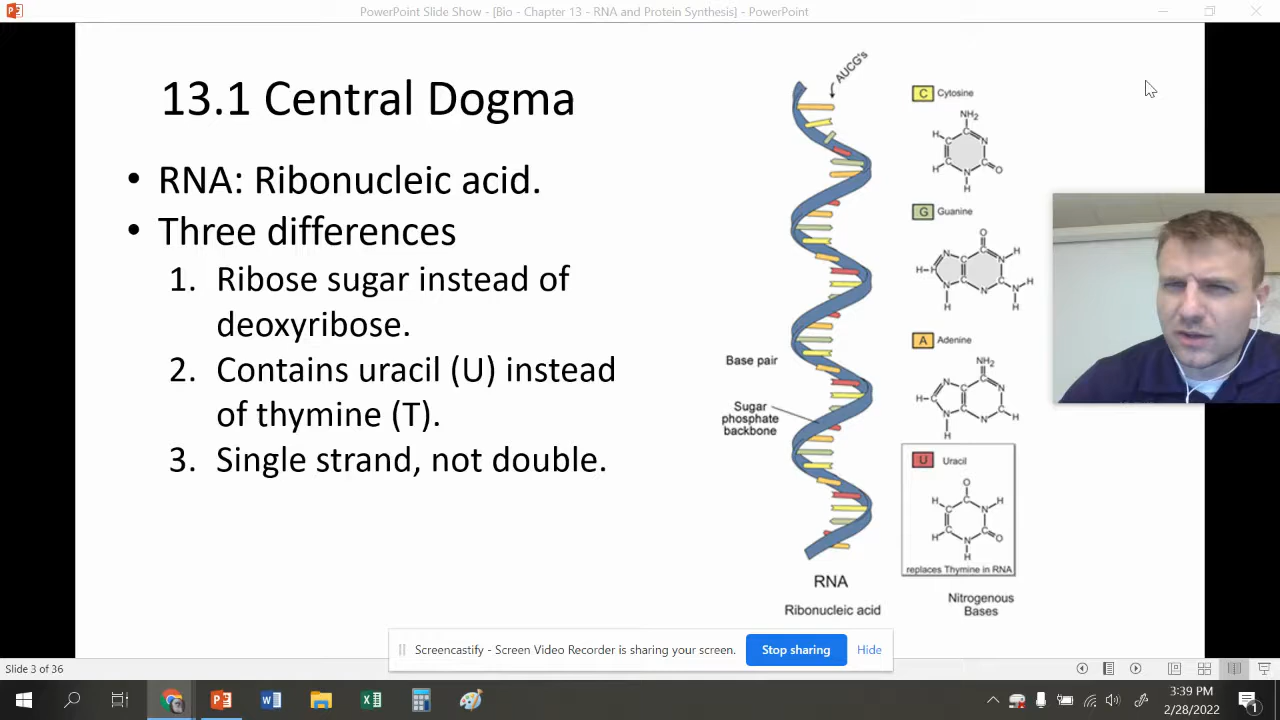 PowerPoint Slide Show - [Bio - Chapter 13 - RNA and Protein Synthesis] - PowerPoint
13.1 Central Dogma
• RNA: Ribonucleic acid.
• Three differences
1. Ribose sugar instead of
deoxyribose.
2. Contains uracil (U) instead
of thymine (T).
3. Single strand, not double.
AUCG's
Base pair
Sugar
phosphate
backbone
RNA
Ribonucleic acid
C Cytosine
NH2
H C N
C C
H N O
H
G Guanine
O
H
N C N
H H C C
C C H
N N N
H H
A Adenine
NH2
N C N
H C C
C C
N N H
H
U Uracil
O
H C H
C N
C C
H N O
H
replaces Thymine in RNA
Nitrogenous
Bases
Screencastify - Screen Video Recorder is sharing your screen.
Stop sharing
Hide
Slide 3 of 36
3:39 PM
2/28/2022
1